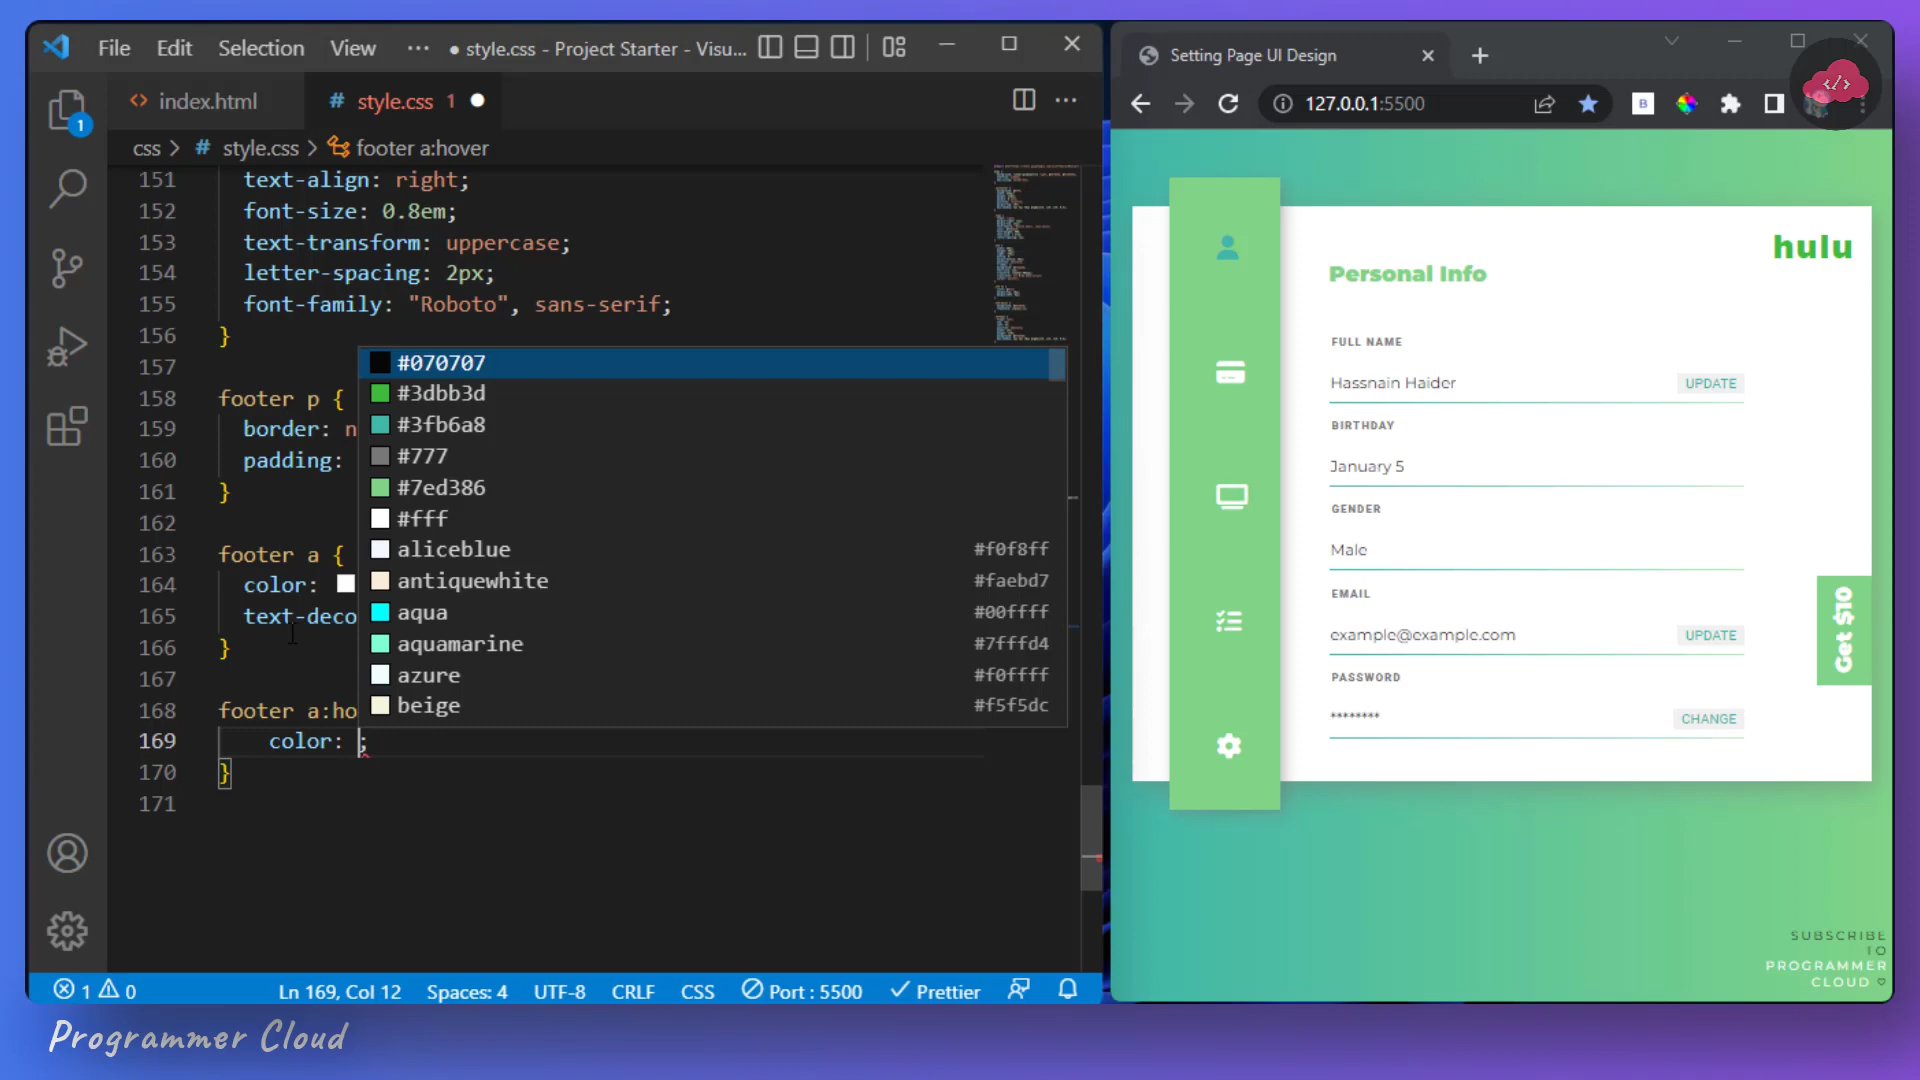 File Edit Selection View ··· ● style.css - Project Starter - Visu...
index.html # style.css 1
css > # style.css > footer a:hover
151 text-align: right;
152 font-size: 0.8em;
153 text-transform: uppercase;
154 letter-spacing: 2px;
155 font-family: "Roboto", sans-serif;
156 }
157
158 footer p {
159 border: n
160 padding:
161 }
162
163 footer a {
164 color:
165 text-deco
166 }
167
168 footer a:ho
169 color: ;
170 }
171
#070707
#3dbb3d
#3fb6a8
#777
#7ed386
#fff
aliceblue #f0f8ff
antiquewhite #faebd7
aqua #00ffff
aquamarine #7fffd4
azure #f0ffff
beige #f5f5dc
1
1 0 Ln 169, Col 12 Spaces: 4 UTF-8 CRLF CSS Port : 5500 Prettier
Setting Page UI Design
127.0.0.1:5500
B
</>
hulu
Personal Info
FULL NAME
Hassnain Haider UPDATE
BIRTHDAY
January 5
GENDER
Male
EMAIL
example@example.com UPDATE
PASSWORD
******** CHANGE
Get $10
SUBSCRIBE
TO
PROGRAMMER
CLOUD ♡
Programmer Cloud